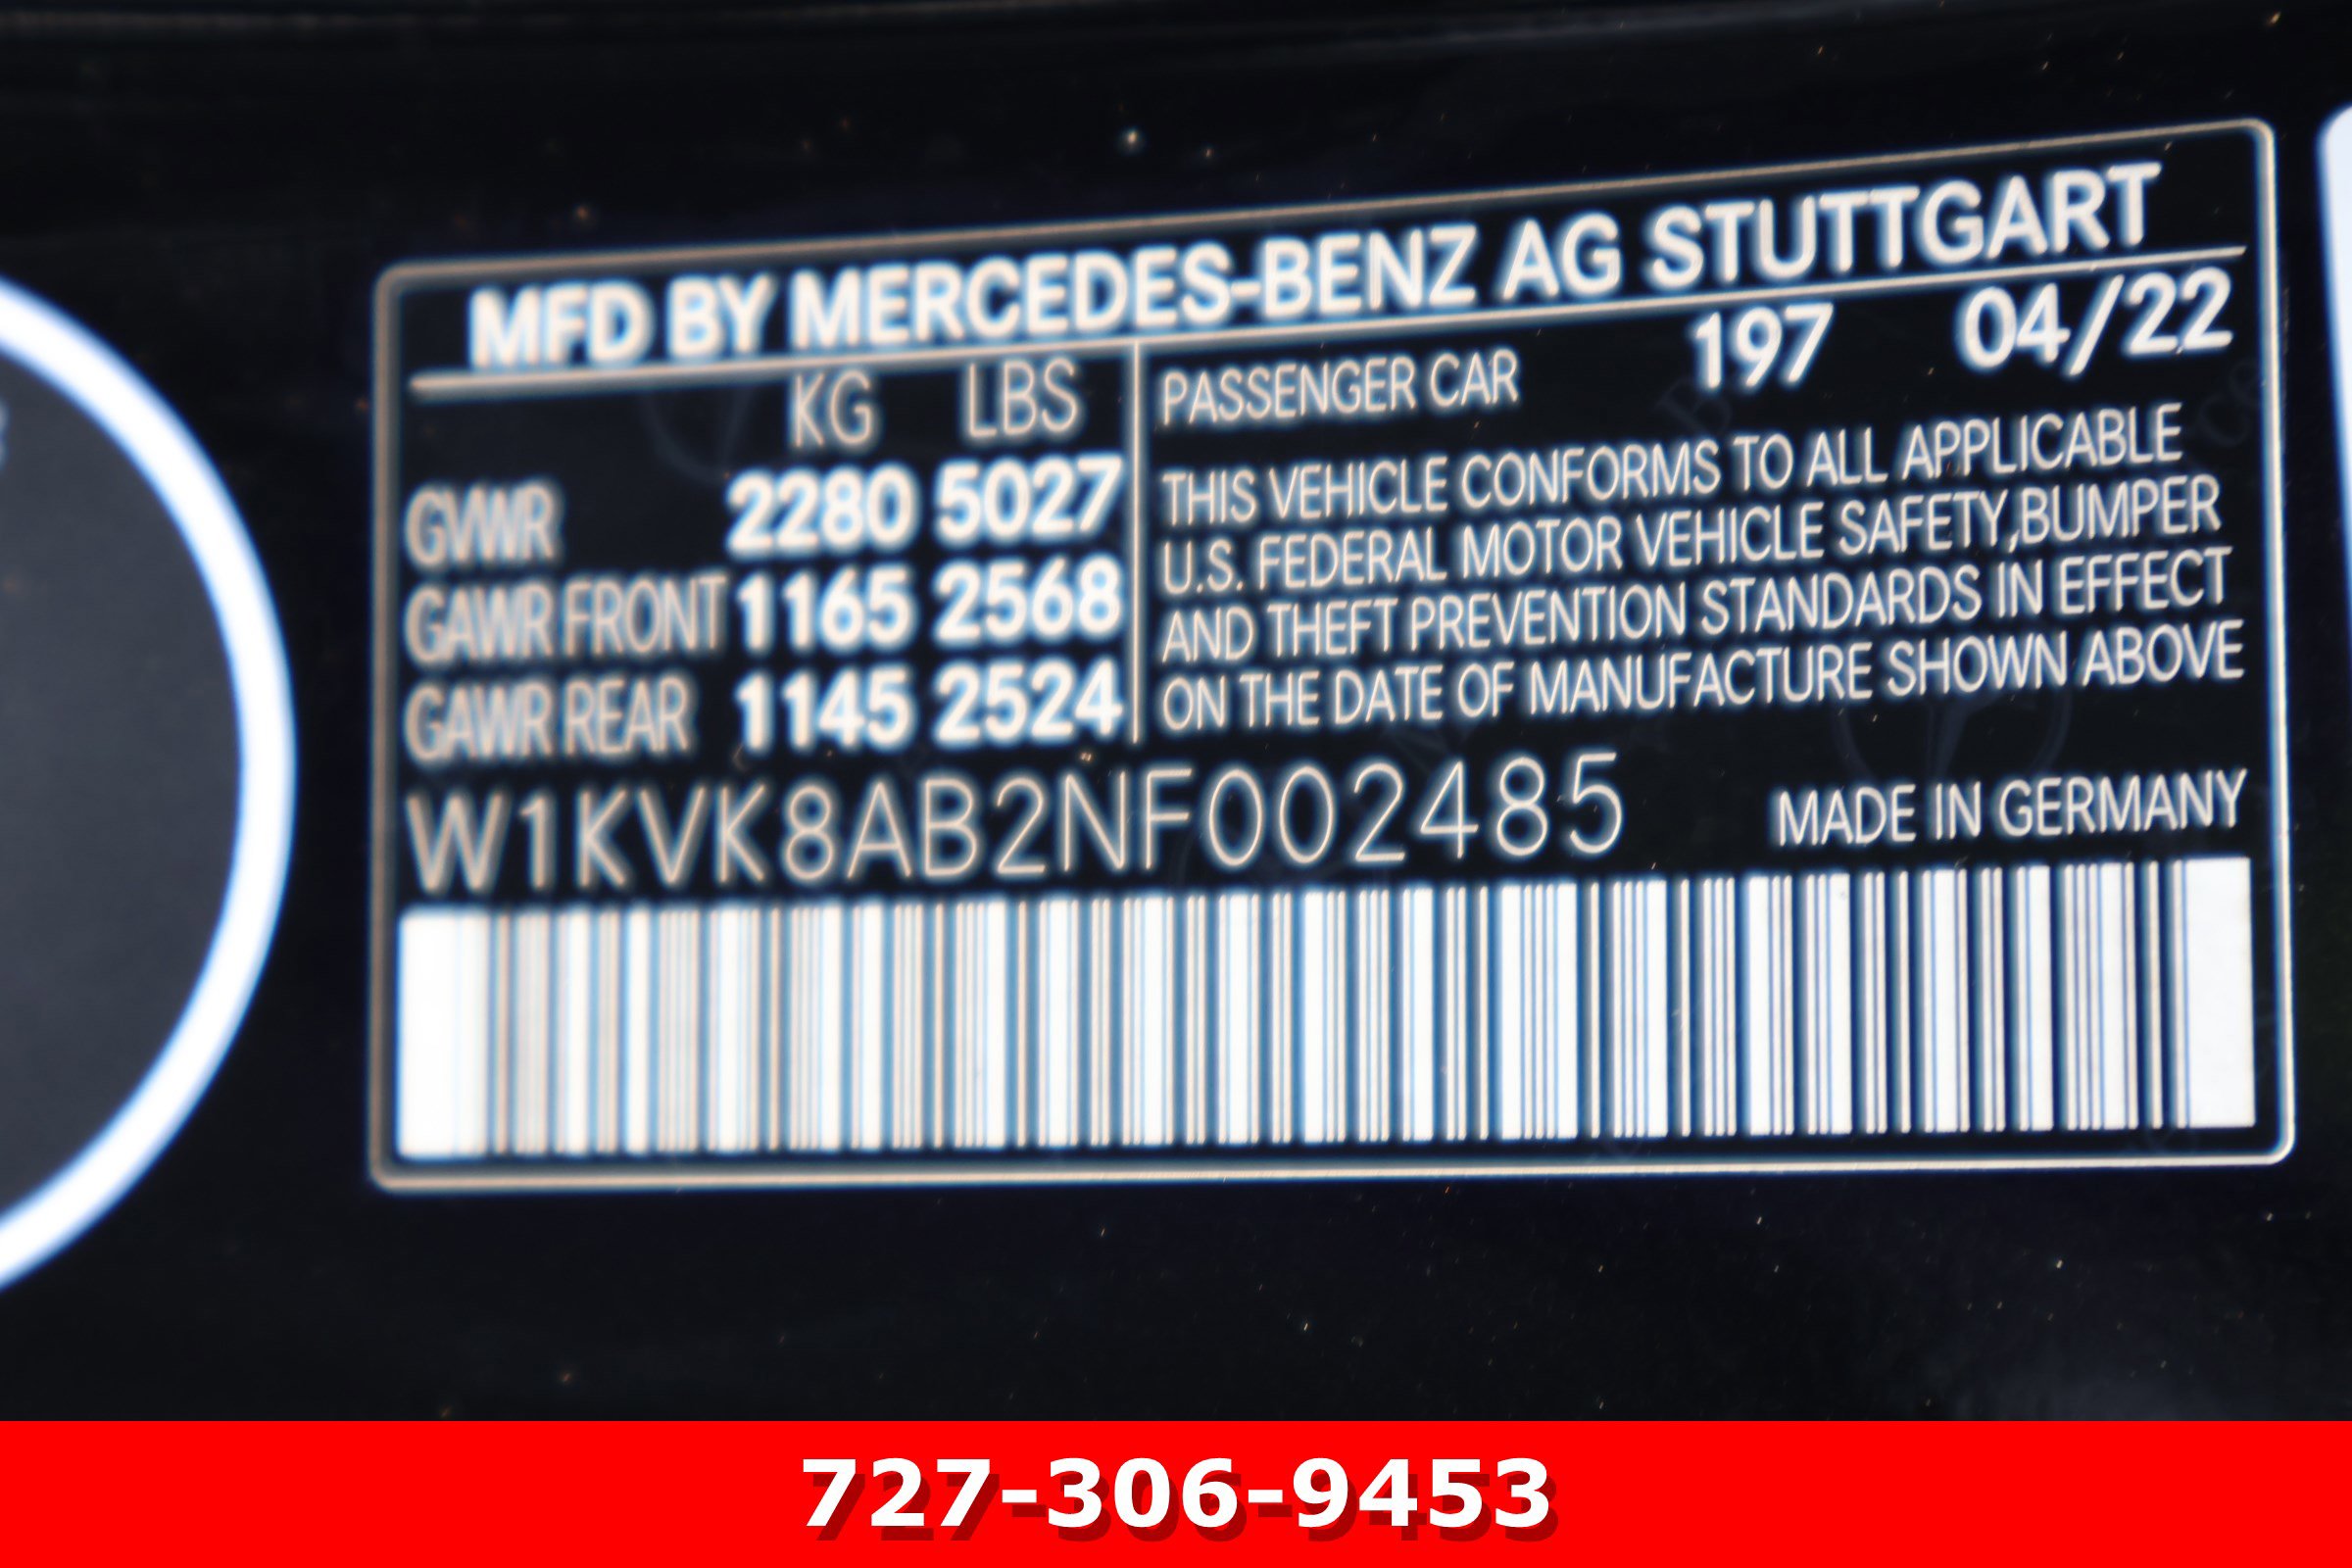 MFD BY MERCEDES-BENZ AG STUTTGART
KG LBS
GVWR 2280 5027
GAWR FRONT 1165 2568
GAWR REAR 1145 2524
PASSENGER CAR 197 04/22
THIS VEHICLE CONFORMS TO ALL APPLICABLE
U.S. FEDERAL MOTOR VEHICLE SAFETY,BUMPER
AND THEFT PREVENTION STANDARDS IN EFFECT
ON THE DATE OF MANUFACTURE SHOWN ABOVE
W1KVK8AB2NF002485 MADE IN GERMANY
727-306-9453